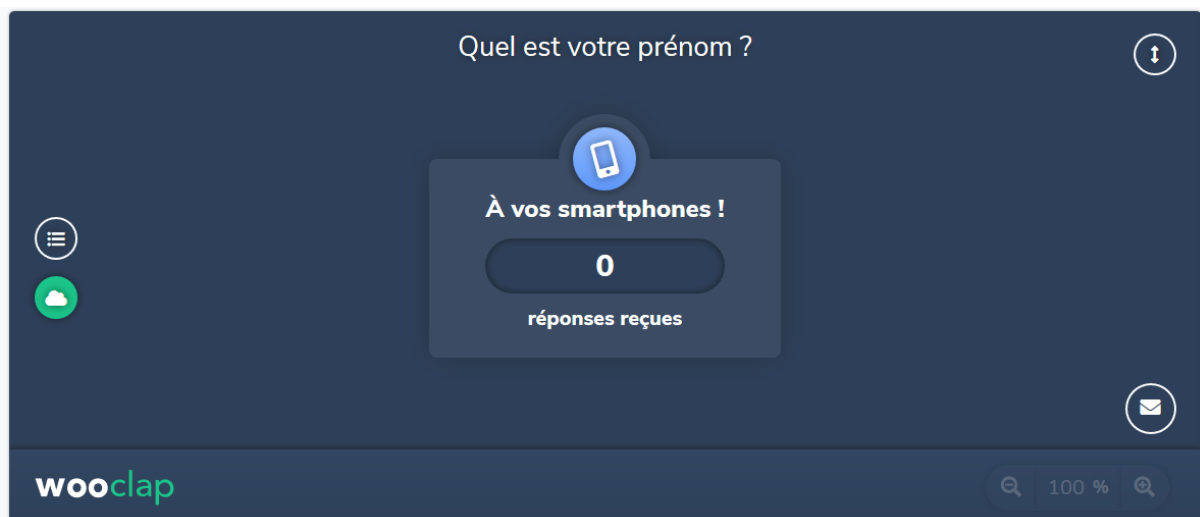 Quel est votre prénom ?
À vos smartphones !
0
réponses reçues
wooclap
100 %